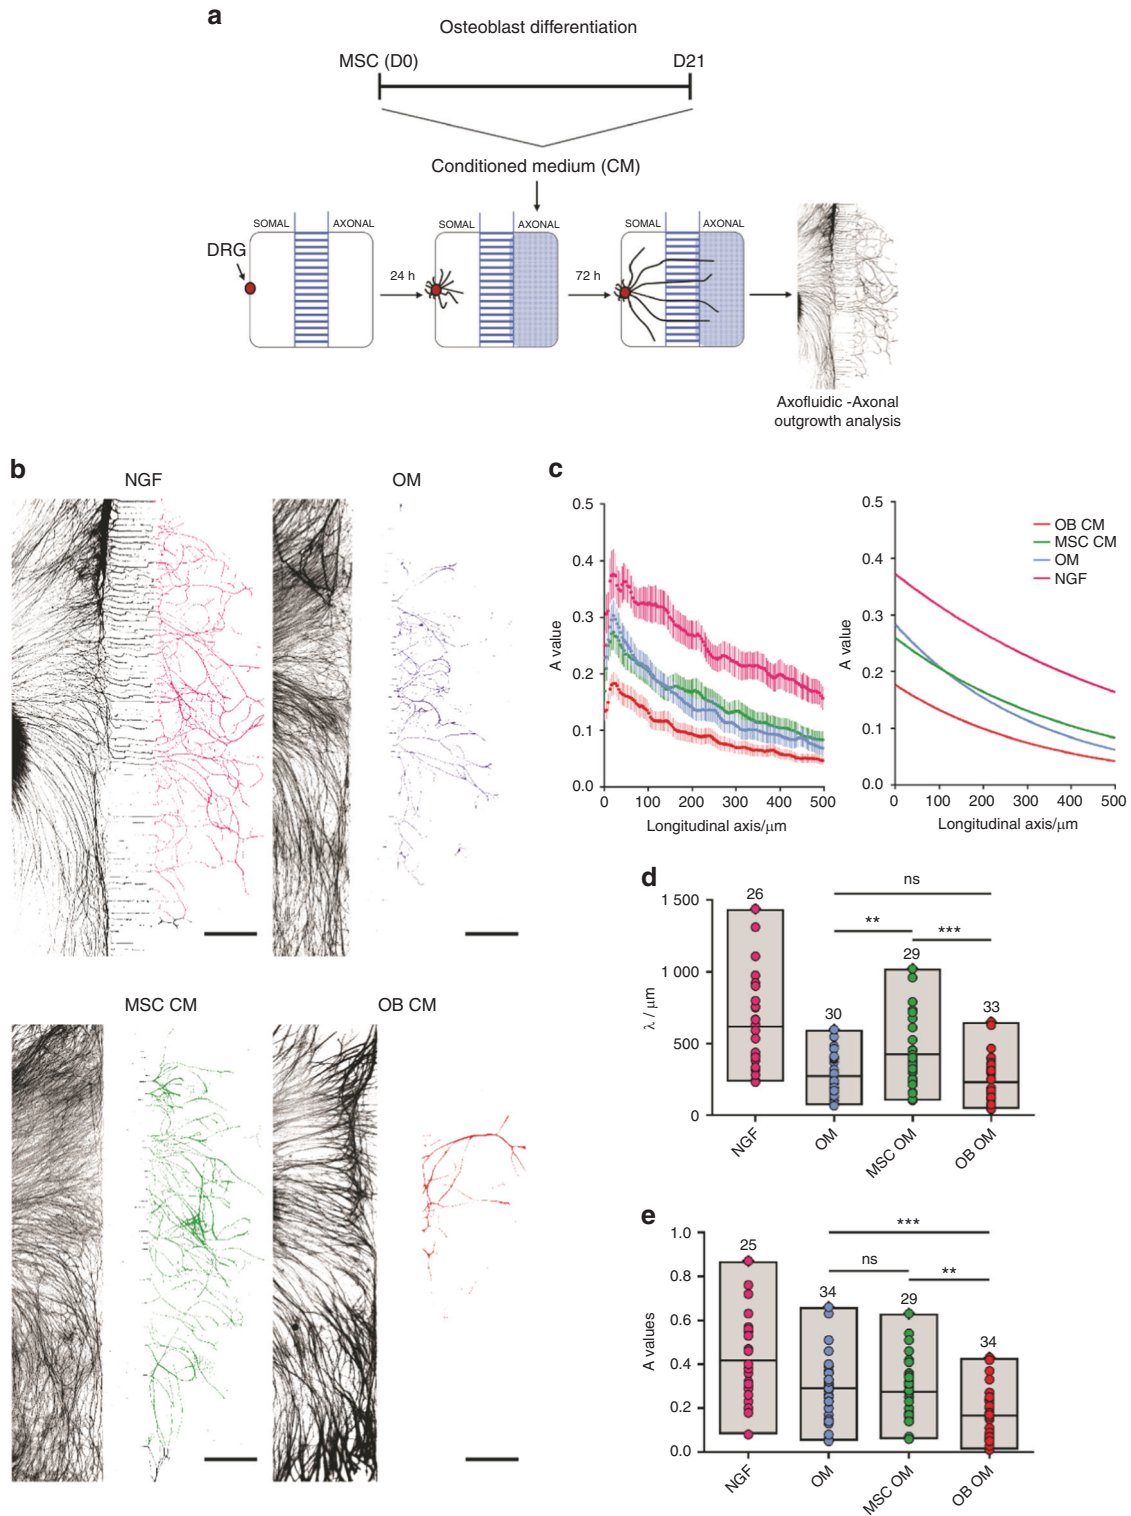 a
Osteoblast differentiation
MSC (D0)
D21
Conditioned medium (CM)
SOMAL
AXONAL
SOMAL
AXONAL
SOMAL
AXONAL
DRG
24 h
72 h
Axofluidic -Axonal
outgrowth analysis
b
NGF
OM
MSC CM
OB CM
c
0.5
0.4
0.3
0.2
0.1
0.0
A value
0
100
200
300
400
500
Longitudinal axis/μm
0.5
0.4
0.3
0.2
0.1
0.0
A value
0
100
200
300
400
500
Longitudinal axis/μm
OB CM
MSC CM
OM
NGF
d
ns
**
***
1 500
1 000
500
0
λ / μm
26
30
29
33
NGF
OM
MSC OM
OB OM
e
***
ns
**
1.0
0.8
0.6
0.4
0.2
0.0
A values
25
34
29
34
NGF
OM
MSC OM
OB OM